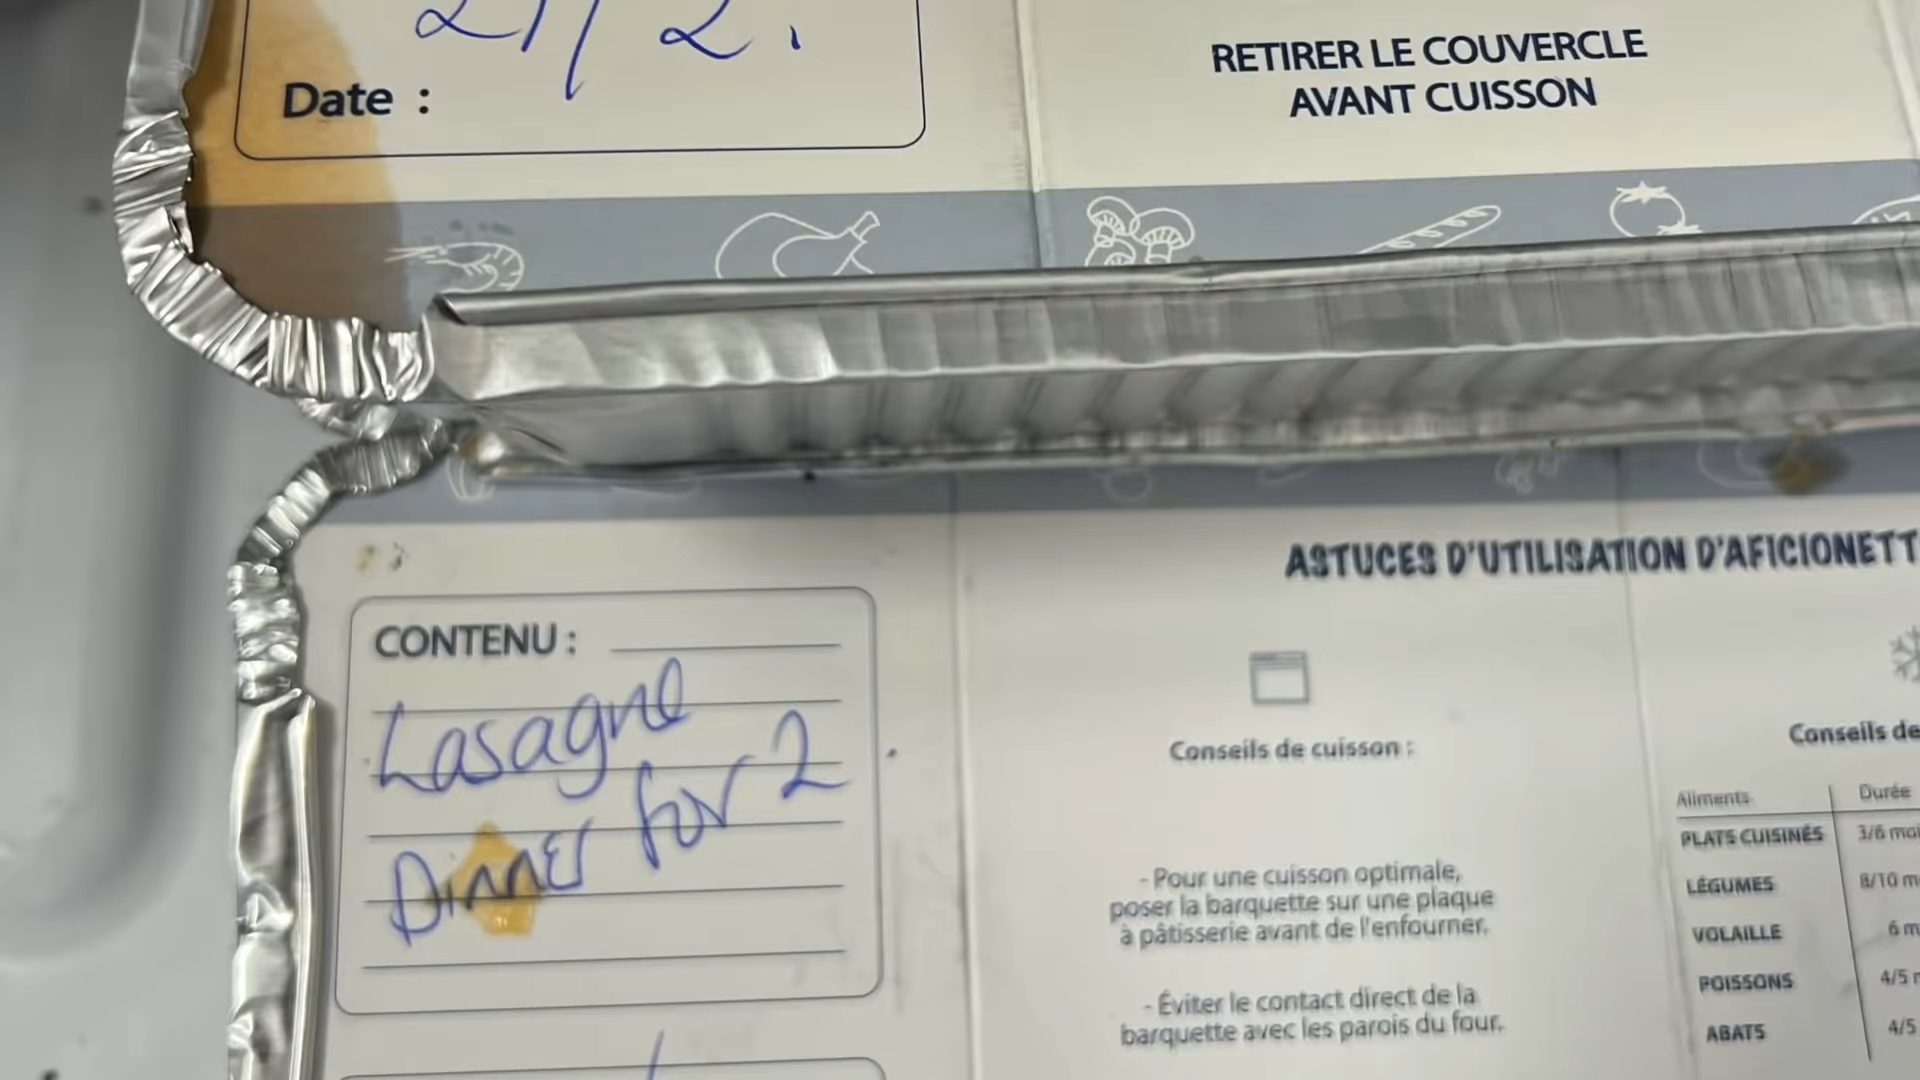 21/2.
Date :
RETIRER LE COUVERCLE
AVANT CUISSON
ASTUCES D'UTILISATION D'AFICIONETT
CONTENU :
Lasagne
Dinner for 2
Conseils de cuisson :
- Pour une cuisson optimale,
poser la barquette sur une plaque
à pâtisserie avant de l'enfourner.
- Éviter le contact direct de la
barquette avec les parois du four.
Conseils de
Aliments Durée
PLATS CUISINÉS 3/6 moi
LÉGUMES 8/10 m
VOLAILLE 6 m
POISSONS 4/5
ABATS 4/5